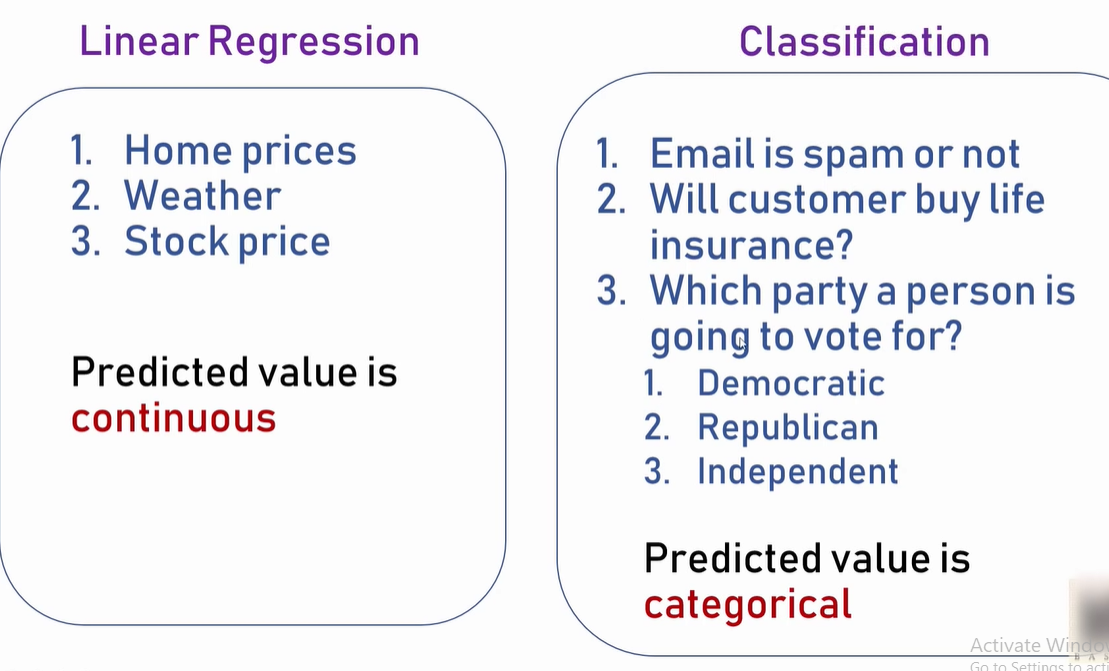 Linear Regression
1. Home prices
2. Weather
3. Stock price
Predicted value is
continuous
Classification
1. Email is spam or not
2. Will customer buy life
insurance?
3. Which party a person is
going to vote for?
1. Democratic
2. Republican
3. Independent
Predicted value is
categorical
Activate
Go to Settings to